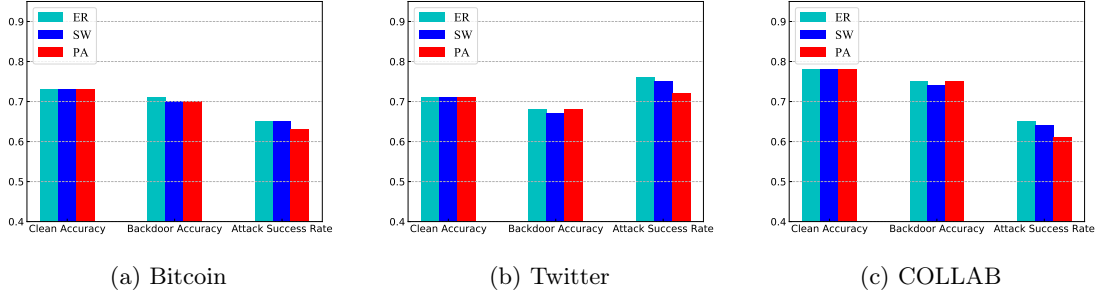 0.9
0.8
0.7
0.6
0.5
0.4
ER
SW
PA
Clean Accuracy Backdoor Accuracy Attack Success Rate
(a) Bitcoin
0.9
0.8
0.7
0.6
0.5
0.4
ER
SW
PA
Clean Accuracy Backdoor Accuracy Attack Success Rate
(b) Twitter
0.9
0.8
0.7
0.6
0.5
0.4
ER
SW
PA
Clean Accuracy Backdoor Accuracy Attack Success Rate
(c) COLLAB